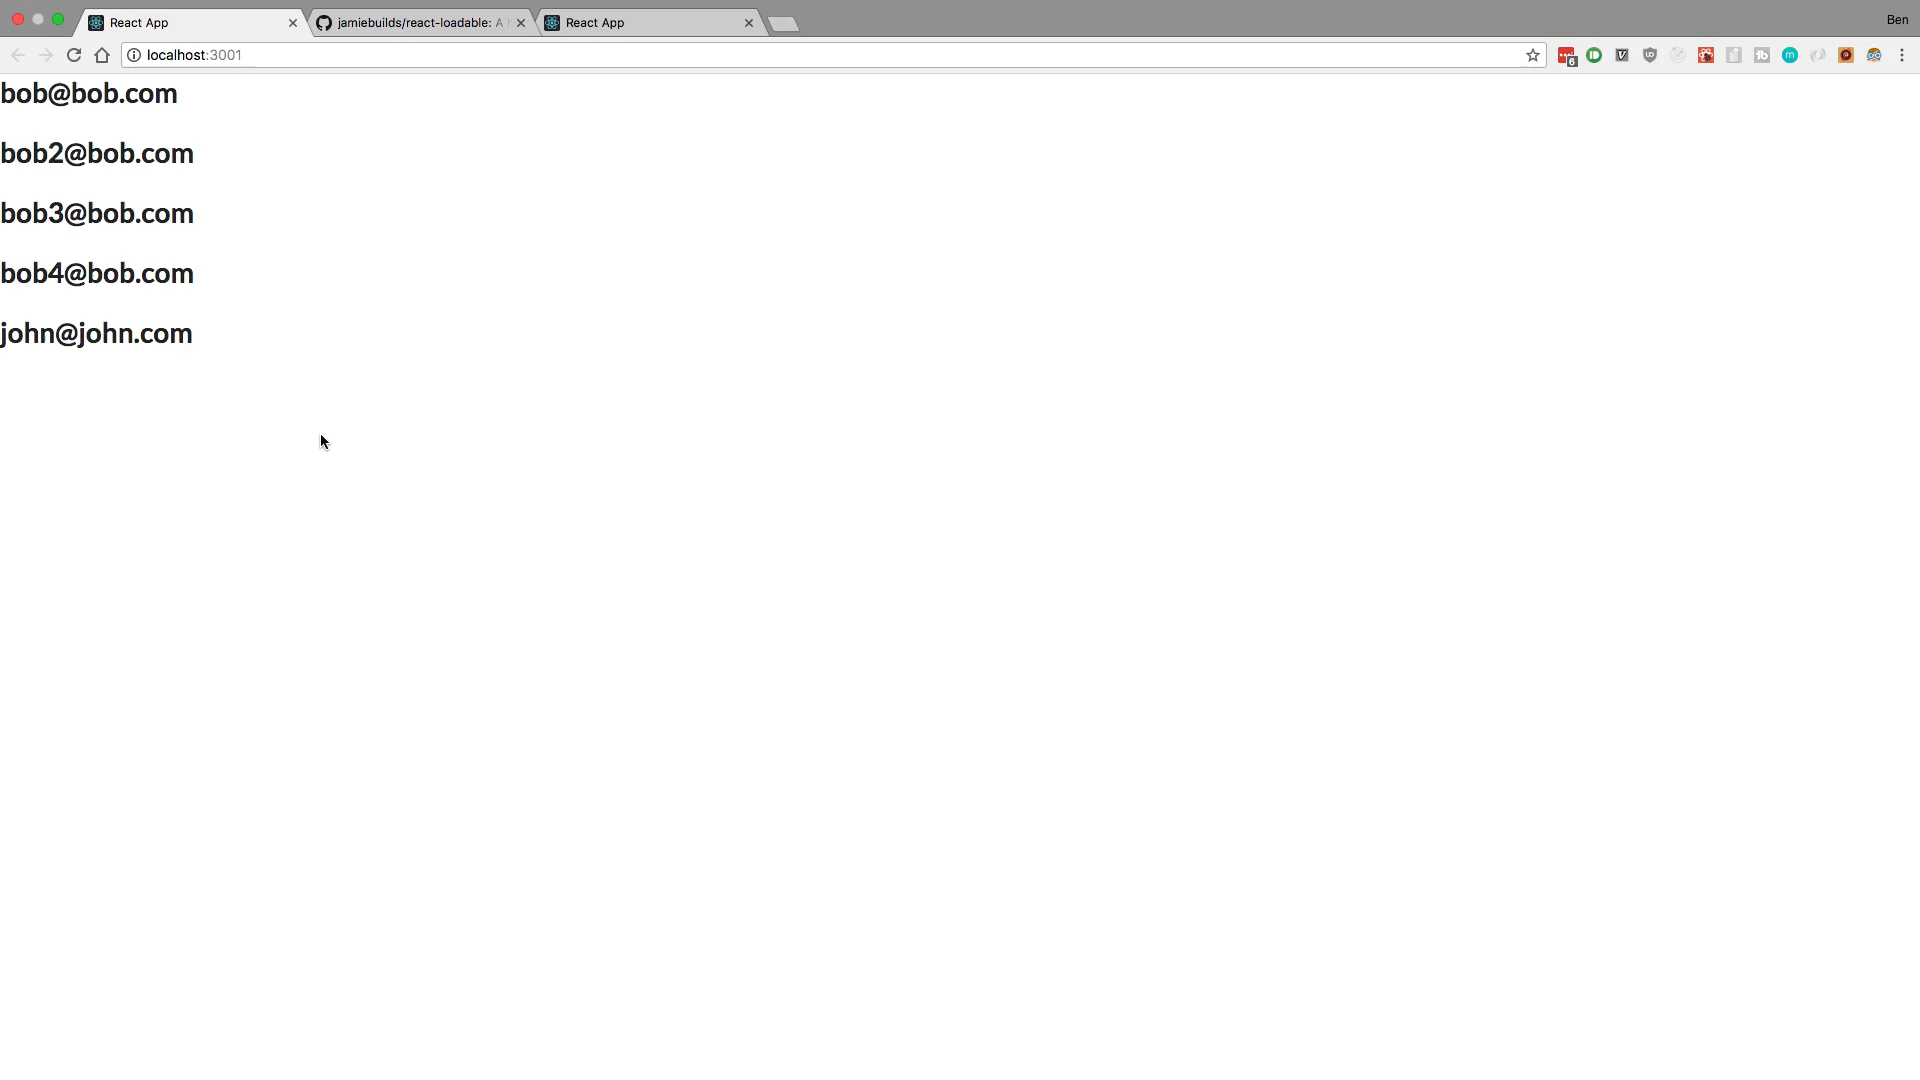 React App
jamiebuilds/react-loadable: A
React App
Ben
localhost:3001
6
bob@bob.com
bob2@bob.com
bob3@bob.com
bob4@bob.com
john@john.com